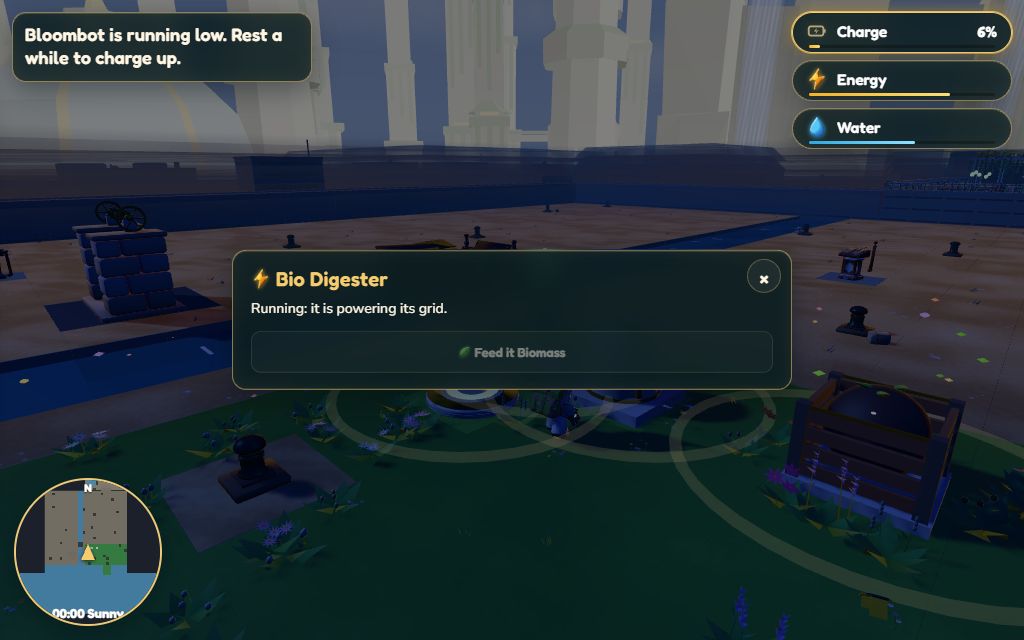 Bloombot is running low. Rest a
while to charge up.
Charge 6%
Energy
Water
Bio Digester
Running: it is powering its grid.
Feed it Biomass
N
00:00 Sunny